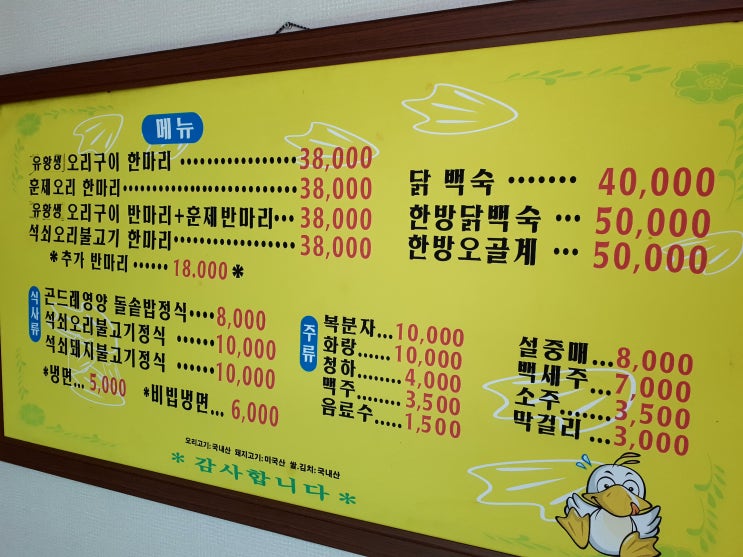 메뉴
유황생 오리구이 한마리 ·················· 38,000
훈제오리 한마리 ·························· 38,000
유황생 오리구이 반마리+훈제반마리 ··· 38,000
석쇠오리불고기 한마리 ················· 38,000
*추가 반마리 ······ 18.000*
닭 백숙 ······· 40,000
한방닭백숙 ··· 50,000
한방오골계 ··· 50,000
식사류
곤드레영양 돌솥밥정식 ···· 8,000
석쇠오리불고기정식 ······ 10,000
석쇠돼지불고기정식 ······ 10,000
*냉면... 5,000 *비빔냉면... 6,000
주류
복분자...10,000
화랑....... 10,000
청하........ 4,000
맥주........ 3,500
음료수.....1,500
설중매... 8,000
백세주... 7,000
소주...... 3,500
막걸리 ... 3,000
오리고기:국내산 돼지고기:미국산 쌀.김치:국내산
* 감사합니다 *